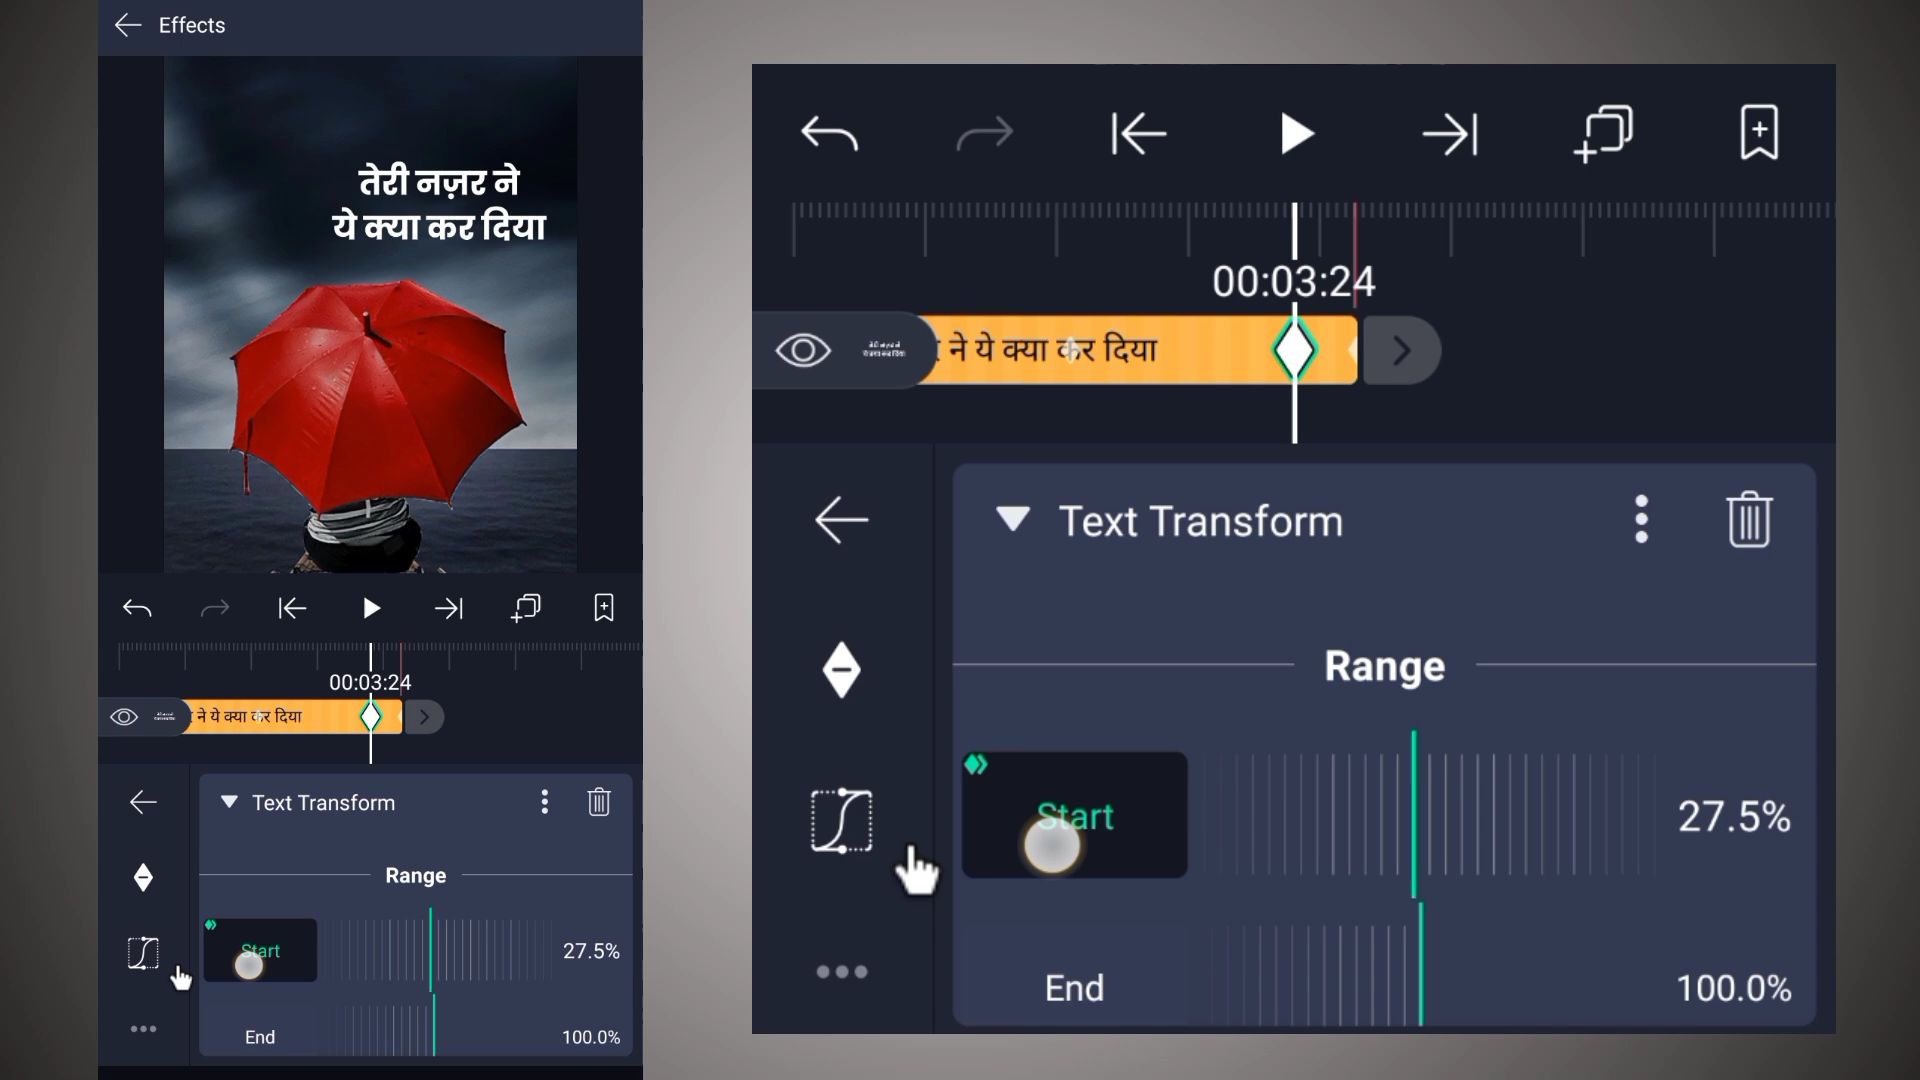 Effects
तेरी नज़र ने
ये क्या कर दिया
00:03:24
ने ये क्या कर दिया
Text Transform
Range
Start
27.5%
End
100.0%
00:03:24
ने ये क्या कर दिया
Text Transform
Range
Start
27.5%
End
100.0%